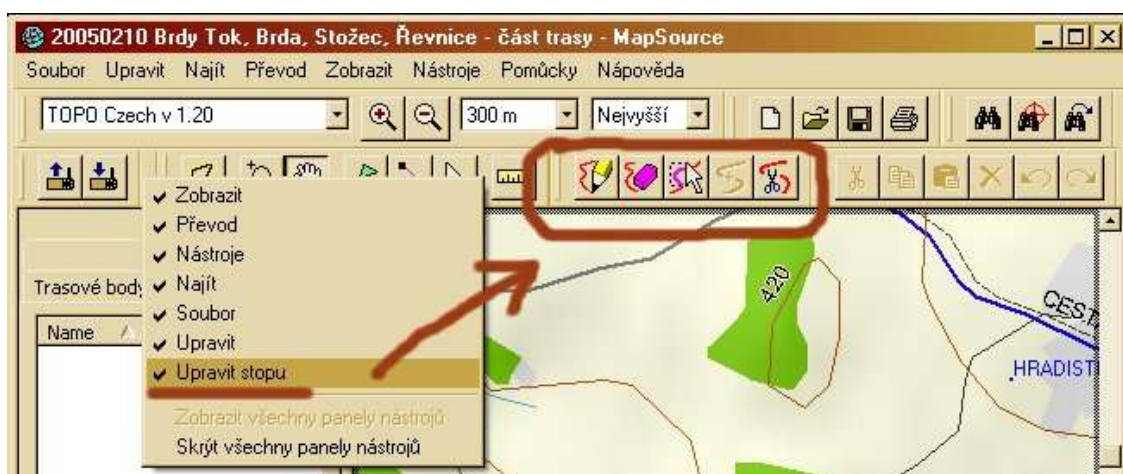 20050210 Brdy Tok, Brda, Stožec, Řevnice - část trasy - MapSource
Soubor Upravit Najít Převod Zobrazit Nástroje Pomůcky Nápověda
TOPO Czech v 1.20 300 m Nejvyšší
Zobrazit
Převod
Nástroje
Najít
Soubor
Upravit
Upravit stopu
Zobrazit všechny panely nástrojů
Skrýt všechny panely nástrojů
Trasové body
Name
420
CEST
HRADIST